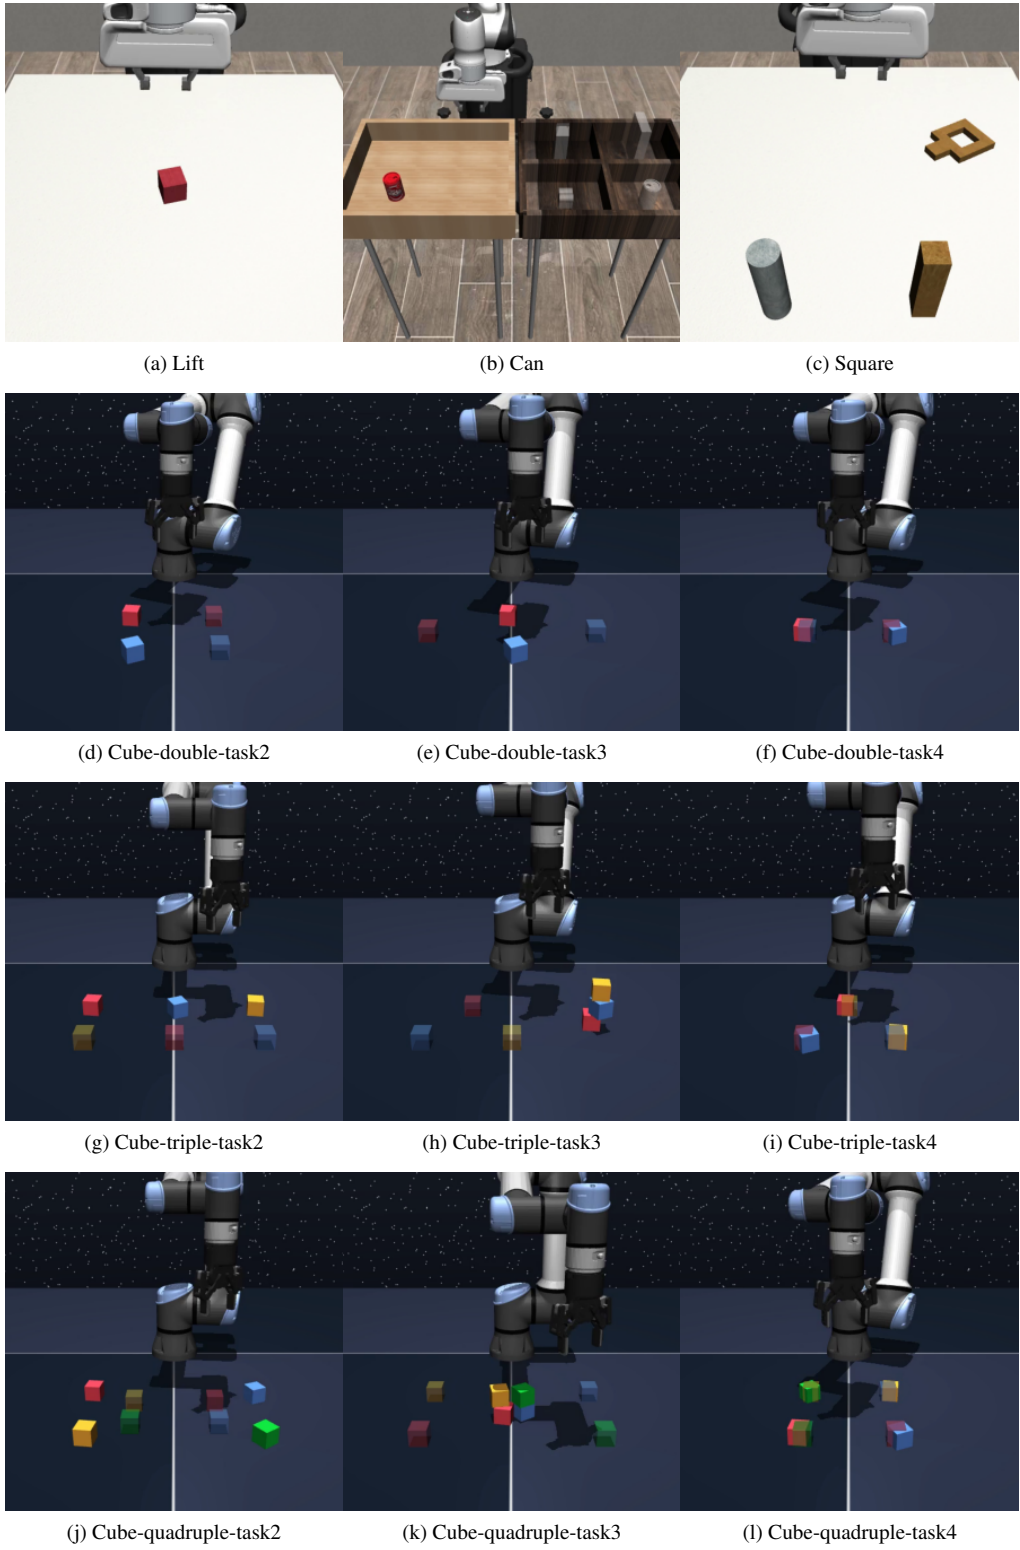 (a) Lift
(b) Can
(c) Square
(d) Cube-double-task2
(e) Cube-double-task3
(f) Cube-double-task4
(g) Cube-triple-task2
(h) Cube-triple-task3
(i) Cube-triple-task4
(j) Cube-quadruple-task2
(k) Cube-quadruple-task3
(l) Cube-quadruple-task4